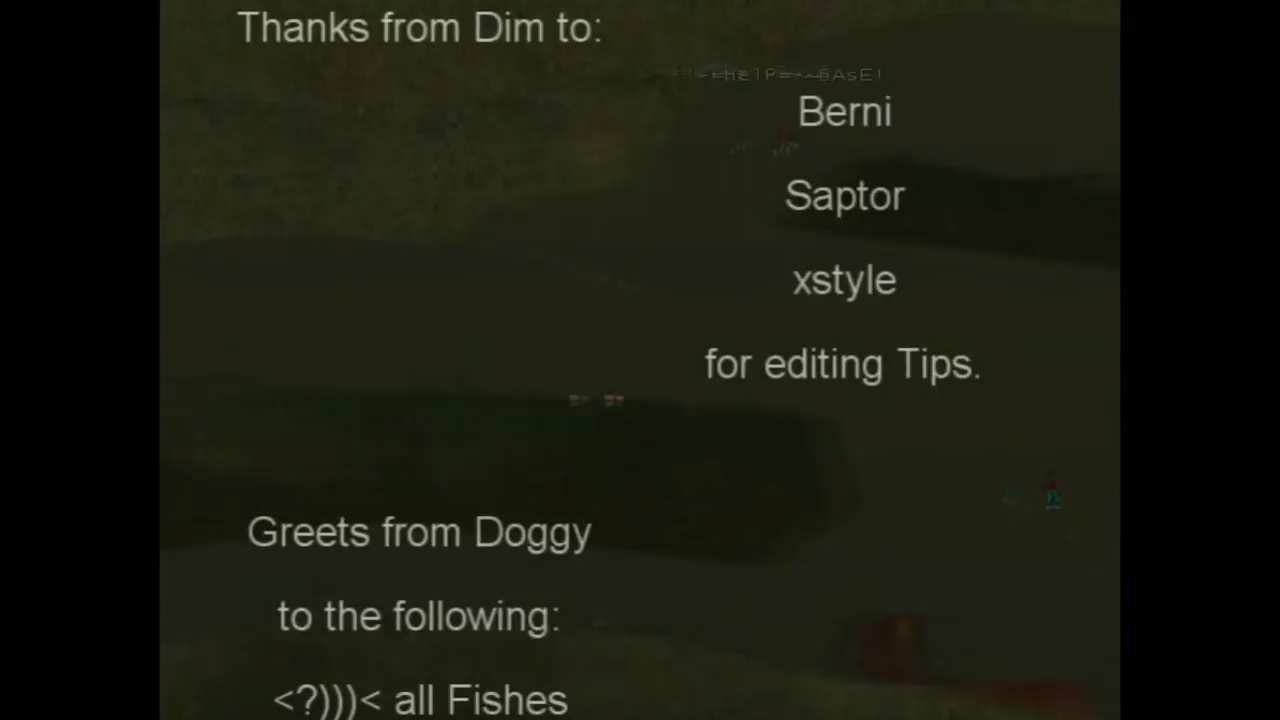 Thanks from Dim to:
Berni
Saptor
xstyle
for editing Tips.
Greets from Doggy
to the following:
<?)))< all Fishes